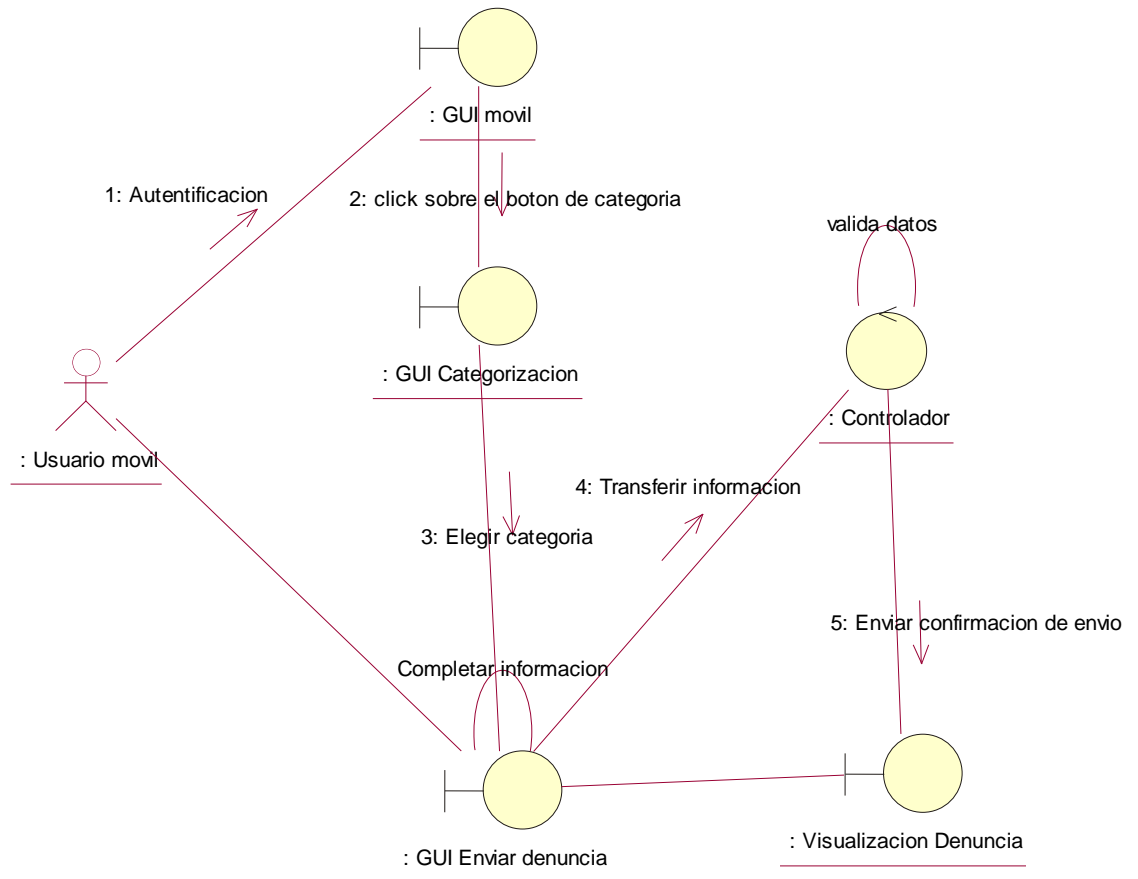 : GUI movil
1: Autentificacion
2: click sobre el boton de categoria
valida datos
: GUI Categorizacion
: Controlador
: Usuario movil
4: Transferir informacion
3: Elegir categoria
5: Enviar confirmacion de envio
Completar informacion
: Visualizacion Denuncia
: GUI Enviar denuncia